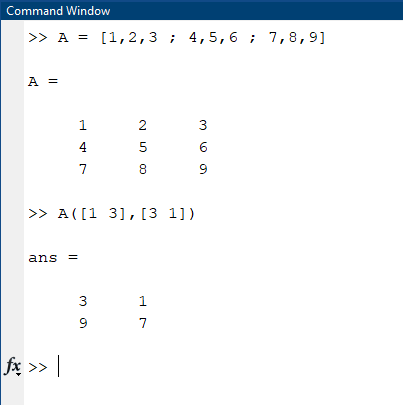 Command Window
>> A = [1,2,3 ; 4,5,6 ; 7,8,9]
A =
1 2 3
4 5 6
7 8 9
>> A([1 3],[3 1])
ans =
3 1
9 7
fx >>